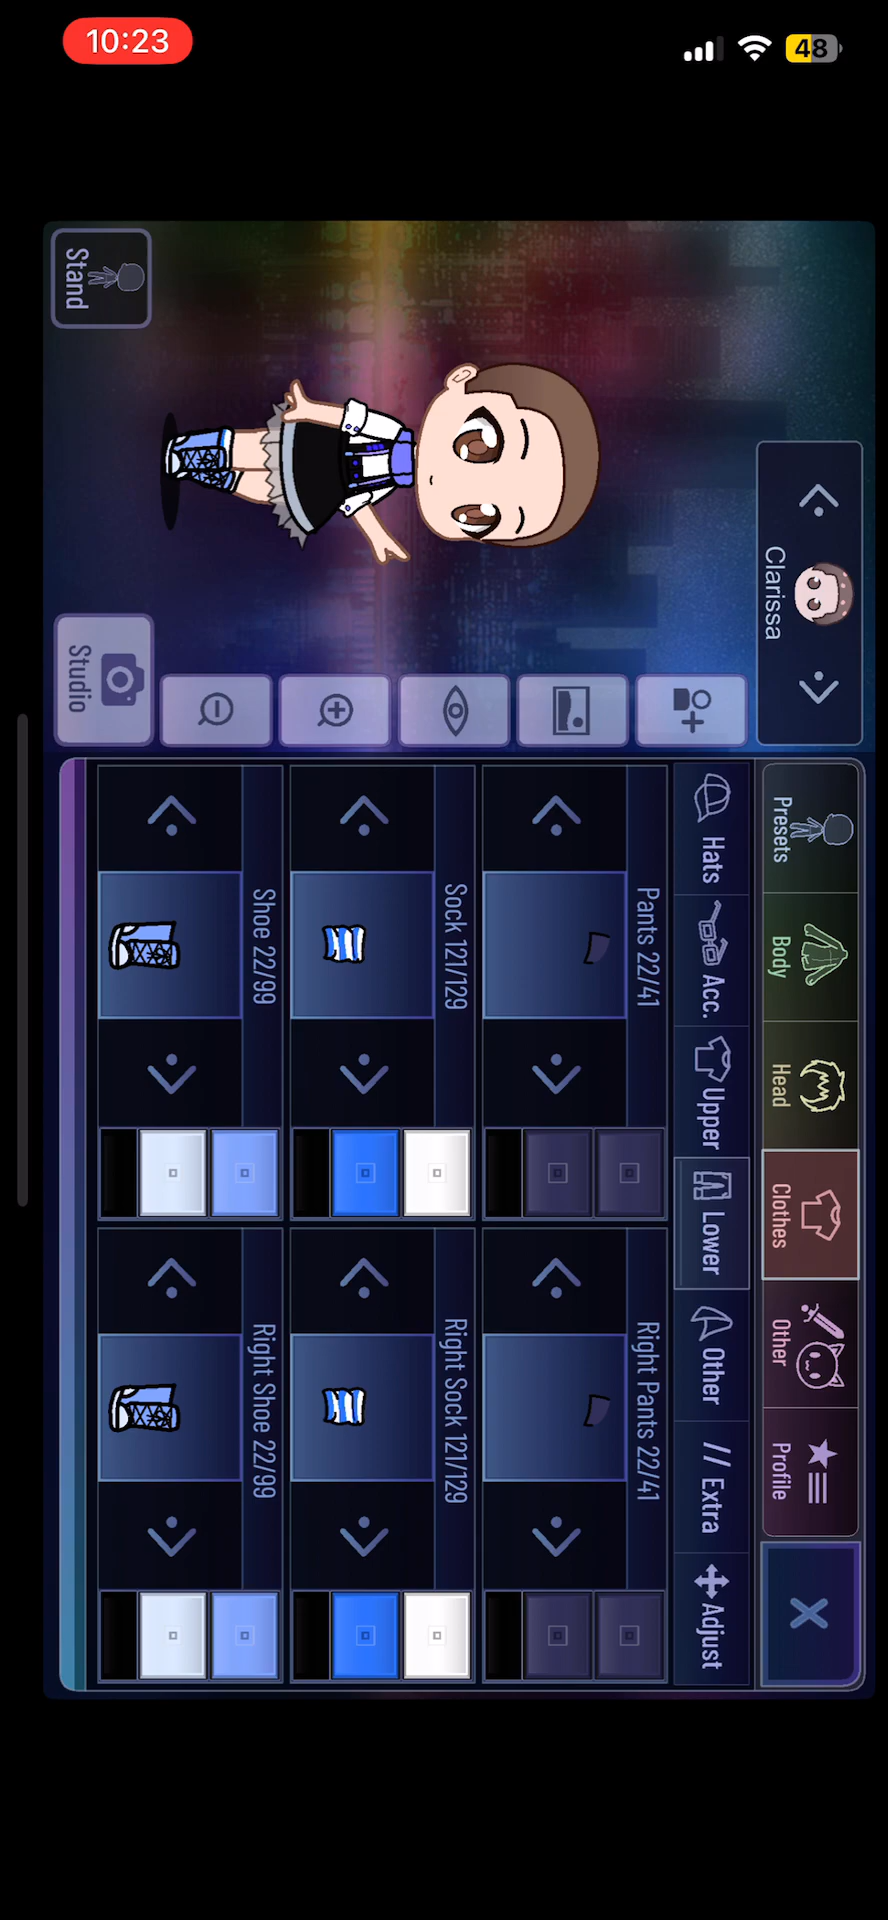 10:23
48
Stand
Studio
Clarissa
Presets
Body
Head
Clothes
Other
Profile
X
Hats
Acc.
Upper
Lower
Other
Extra
Adjust
Pants 22/41
Right Pants 22/41
Sock 121/129
Right Sock 121/129
Shoe 22/99
Right Shoe 22/99